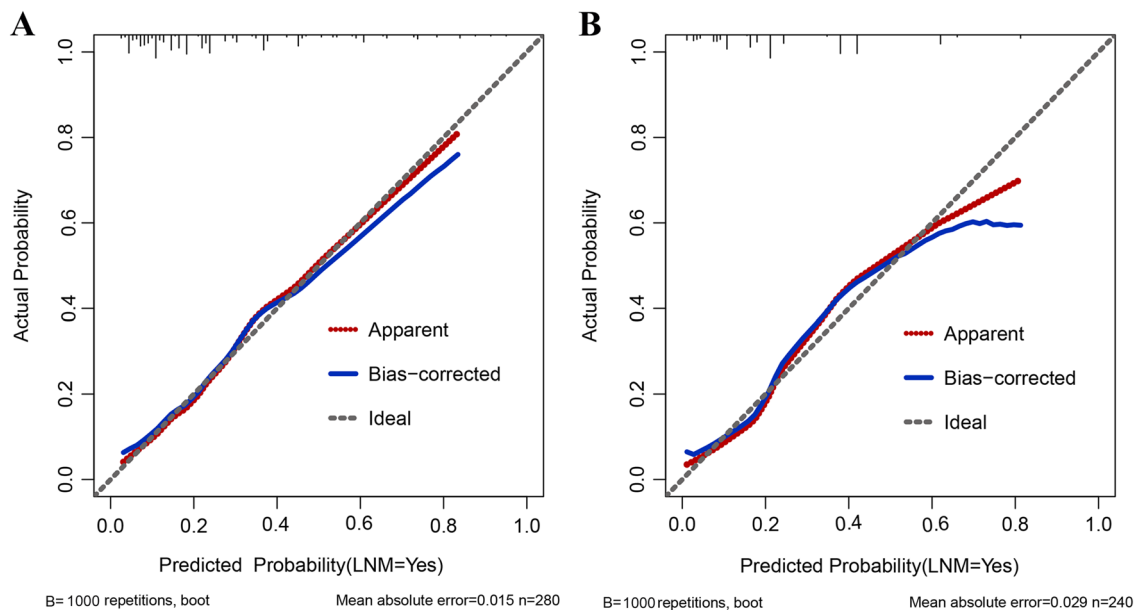 A
Actual Probability
1.0
0.8
0.6
0.4
0.2
0.0
Apparent
Bias-corrected
Ideal
0.0 0.2 0.4 0.6 0.8 1.0
Predicted Probability(LNM=Yes)
B= 1000 repetitions, boot Mean absolute error=0.015 n=280
B
Actual Probability
1.0
0.8
0.6
0.4
0.2
0.0
Apparent
Bias-corrected
Ideal
0.0 0.2 0.4 0.6 0.8 1.0
Predicted Probability(LNM=Yes)
B=1000 repetitions, boot Mean absolute error=0.029 n=240